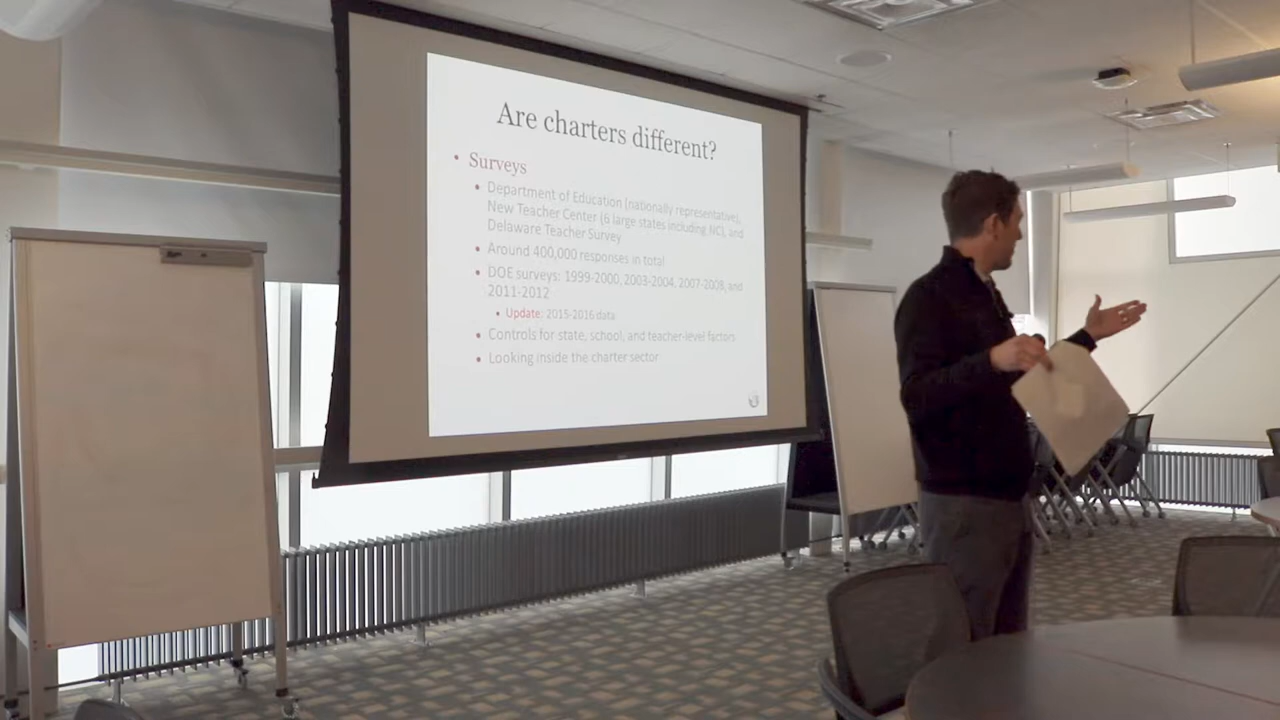 Are charters different?
• Surveys
• Department of Education (nationally representative),
New Teacher Center (6 large states including NC), and
Delaware Teacher Survey
• Around 400,000 responses in total
• DOE surveys: 1999-2000, 2003-2004, 2007-2008, and
2011-2012
• Update: 2015-2016 data
• Controls for state, school, and teacher-level factors
• Looking inside the charter sector